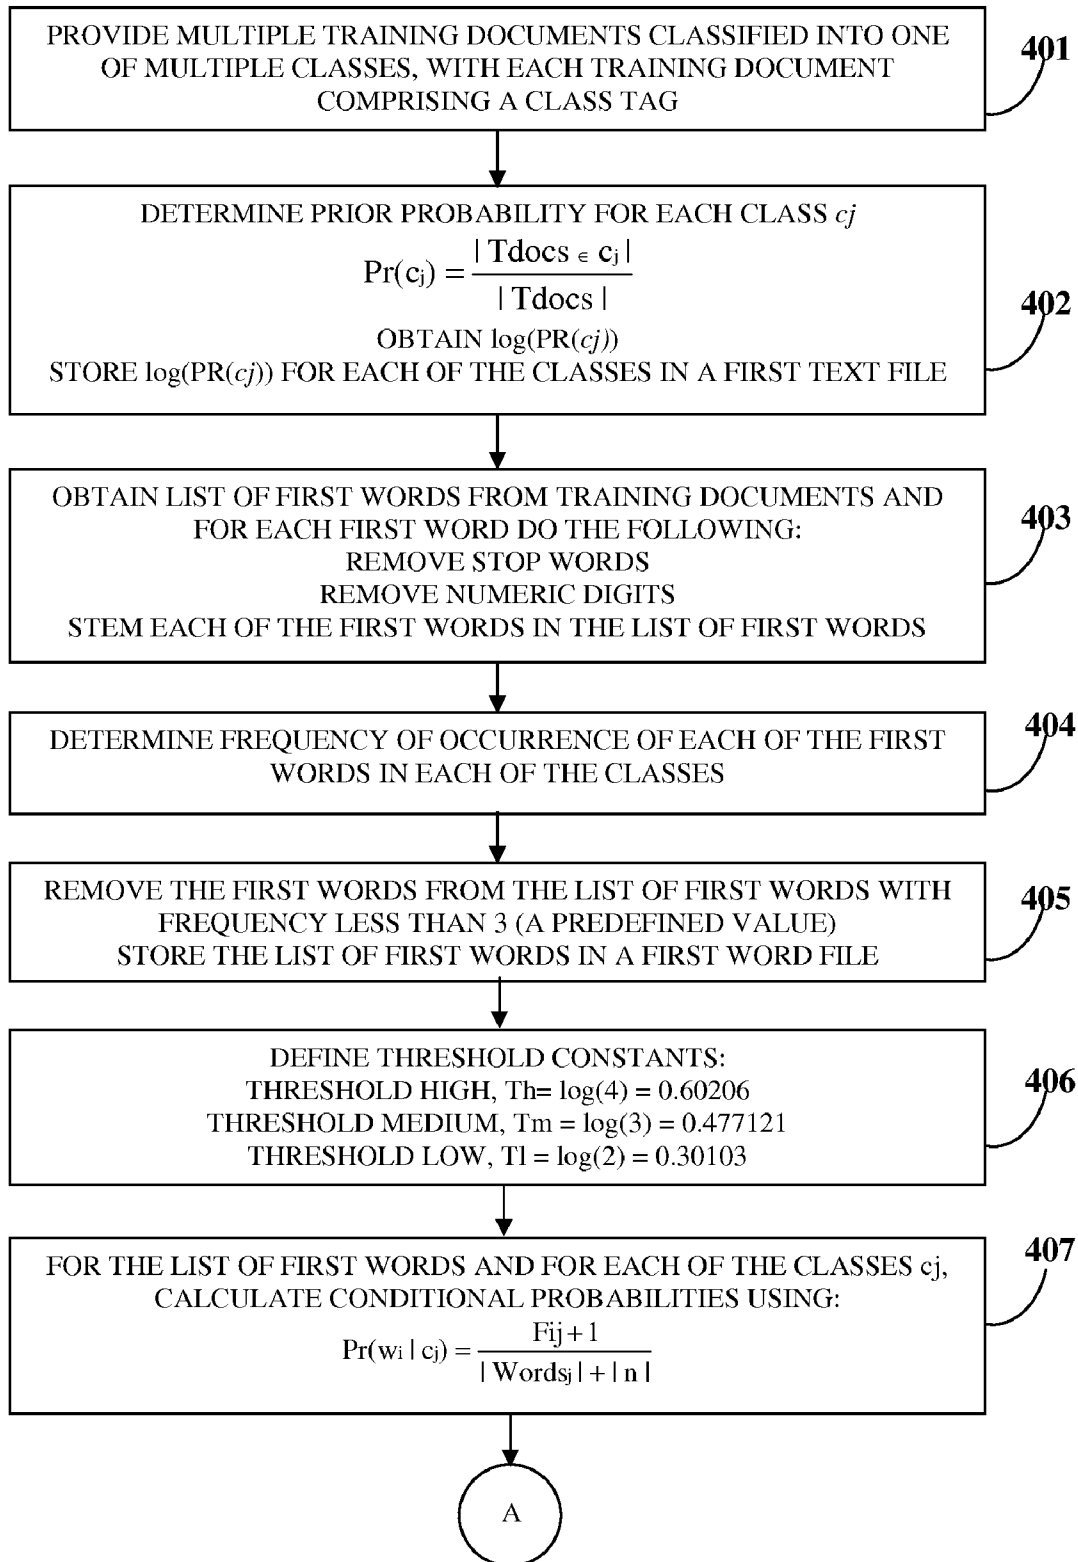 PROVIDE MULTIPLE TRAINING DOCUMENTS CLASSIFIED INTO ONE
OF MULTIPLE CLASSES, WITH EACH TRAINING DOCUMENT
COMPRISING A CLASS TAG
401
DETERMINE PRIOR PROBABILITY FOR EACH CLASS cj
Pr(cj) = | Tdocs ∈ cj | / | Tdocs |
OBTAIN log(PR(cj))
STORE log(PR(cj)) FOR EACH OF THE CLASSES IN A FIRST TEXT FILE
402
OBTAIN LIST OF FIRST WORDS FROM TRAINING DOCUMENTS AND
FOR EACH FIRST WORD DO THE FOLLOWING:
REMOVE STOP WORDS
REMOVE NUMERIC DIGITS
STEM EACH OF THE FIRST WORDS IN THE LIST OF FIRST WORDS
403
DETERMINE FREQUENCY OF OCCURRENCE OF EACH OF THE FIRST
WORDS IN EACH OF THE CLASSES
404
REMOVE THE FIRST WORDS FROM THE LIST OF FIRST WORDS WITH
FREQUENCY LESS THAN 3 (A PREDEFINED VALUE)
STORE THE LIST OF FIRST WORDS IN A FIRST WORD FILE
405
DEFINE THRESHOLD CONSTANTS:
THRESHOLD HIGH, Th= log(4) = 0.60206
THRESHOLD MEDIUM, Tm = log(3) = 0.477121
THRESHOLD LOW, Tl = log(2) = 0.30103
406
FOR THE LIST OF FIRST WORDS AND FOR EACH OF THE CLASSES cj,
CALCULATE CONDITIONAL PROBABILITIES USING:
Pr(wi | cj) = Fij + 1 / | Wordsj | + | n |
407
A